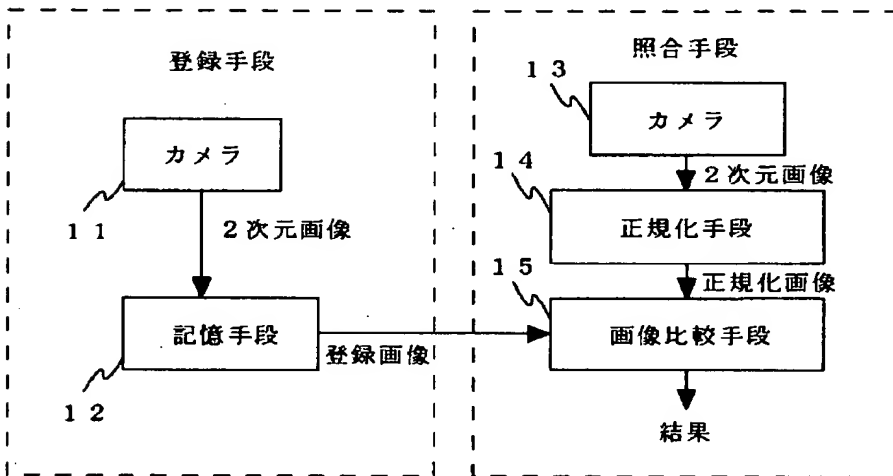 登録手段
カメラ
11
2次元画像
記憶手段
12
登録画像
照合手段
13
カメラ
2次元画像
14
正規化手段
正規化画像
15
画像比較手段
結果